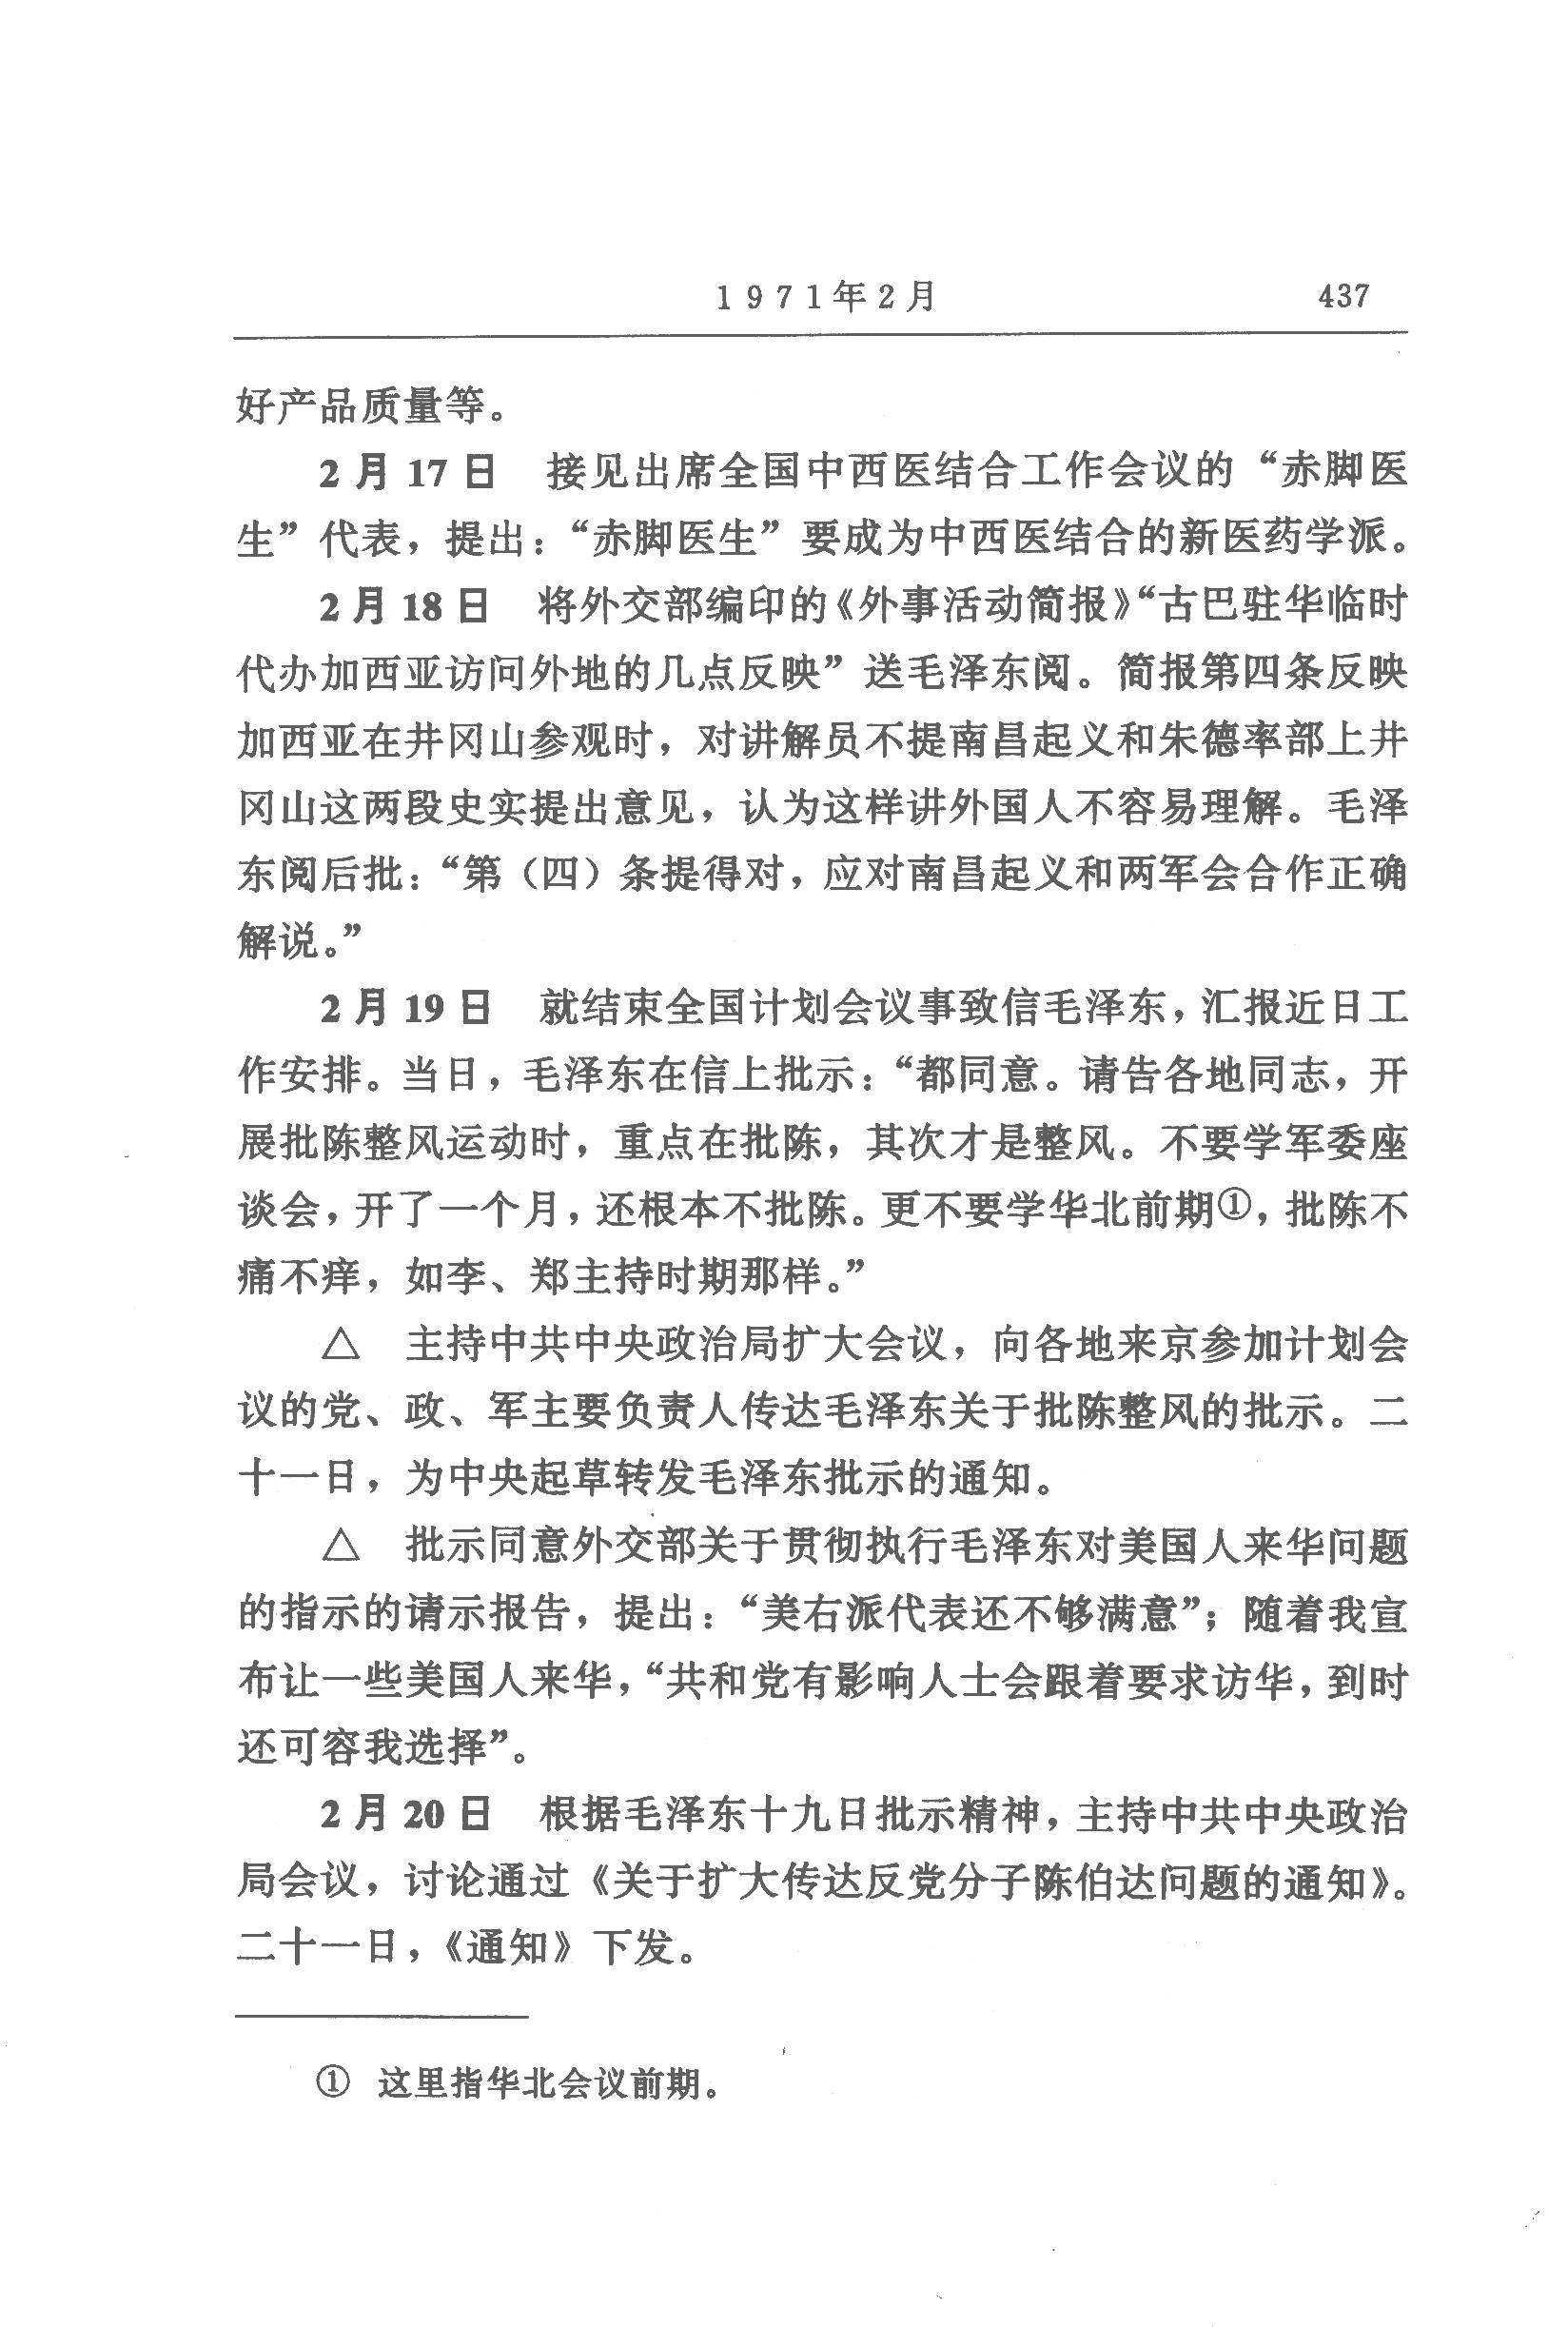 1971年2月 437
好产品质量等。
2月17日 接见出席全国中西医结合工作会议的“赤脚医
生”代表，提出：“赤脚医生”要成为中西医结合的新医药学派。
2月18日 将外交部编印的《外事活动简报》“古巴驻华临时
代办加西亚访问外地的几点反映”送毛泽东阅。简报第四条反映
加西亚在井冈山参观时，对讲解员不提南昌起义和朱德率部上井
冈山这两段史实提出意见，认为这样讲外国人不容易理解。毛泽
东阅后批：“第（四）条提得对，应对南昌起义和两军会合作正确
解说。”
2月19日 就结束全国计划会议事致信毛泽东，汇报近日工
作安排。当日，毛泽东在信上批示：“都同意。请告各地同志，开
展批陈整风运动时，重点在批陈，其次才是整风。不要学军委座
谈会，开了一个月，还根本不批陈。更不要学华北前期①，批陈不
痛不痒，如李、郑主持时期那样。”
△ 主持中共中央政治局扩大会议，向各地来京参加计划会
议的党、政、军主要负责人传达毛泽东关于批陈整风的批示。二
十一日，为中央起草转发毛泽东批示的通知。
△ 批示同意外交部关于贯彻执行毛泽东对美国人来华问题
的指示的请示报告，提出：“美右派代表还不够满意”；随着我宣
布让一些美国人来华，“共和党有影响人士会跟着要求访华，到时
还可容我选择”。
2月20日 根据毛泽东十九日批示精神，主持中共中央政治
局会议，讨论通过《关于扩大传达反党分子陈伯达问题的通知》。
二十一日，《通知》下发。
① 这里指华北会议前期。